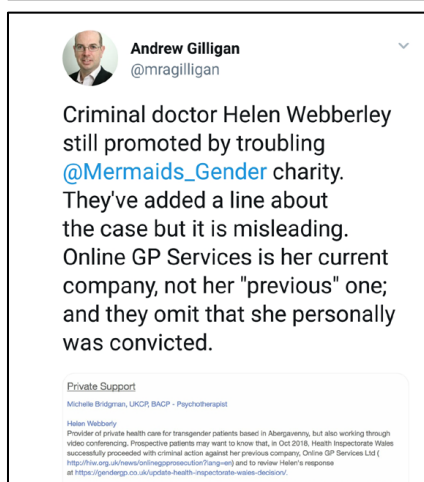 Andrew Gilligan
@mragilligan
Criminal doctor Helen Webberley
still promoted by troubling
@Mermaids_Gender charity.
They've added a line about
the case but it is misleading.
Online GP Services is her current
company, not her "previous" one;
and they omit that she personally
was convicted.
Private Support
Michelle Bridgman, UKCP, BACP - Psychotherapist
Helen Webberly
Provider of private health care for transgender patients based in Abergavenny, but also working through
video conferencing. Prospective patients may want to know that, in Oct 2018, Health Inspectorate Wales
successfully proceeded with criminal action against her previous company, Online GP Services Ltd (
http://hiw.org.uk/news/onlinegpprosecution?lang=en) and to review Helen's response
at https://gendergp.co.uk/update-health-inspectorate-wales-decision/.